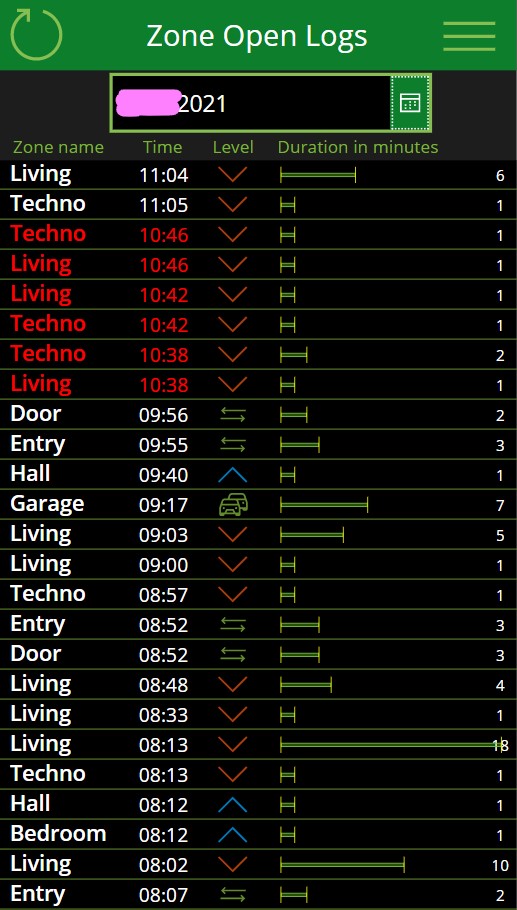 Zone Open Logs
2021
Zone name Time Level Duration in minutes
Living 11:04 6
Techno 11:05 1
Techno 10:46 1
Living 10:46 1
Living 10:42 1
Techno 10:42 1
Techno 10:38 2
Living 10:38 1
Door 09:56 2
Entry 09:55 3
Hall 09:40 1
Garage 09:17 7
Living 09:03 5
Living 09:00 1
Techno 08:57 1
Entry 08:52 3
Door 08:52 3
Living 08:48 4
Living 08:33 1
Living 08:13 18
Techno 08:13 1
Hall 08:12 1
Bedroom 08:12 1
Living 08:02 10
Entry 08:07 2